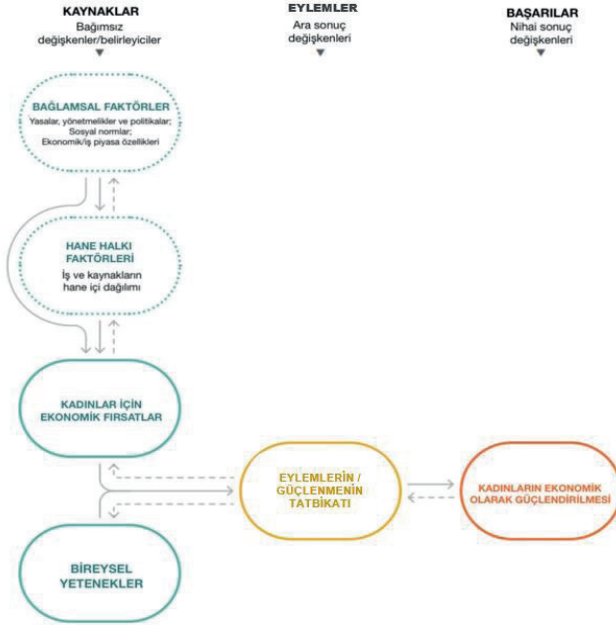 KAYNAKLAR
Bağımsız
değişkenler/belirleyiciler
EYLEMLER
Ara sonuç
değişkenleri
BAŞARILAR
Nihai sonuç
değişkenleri
BAĞLAMSAL FAKTÖRLER
Yasalar, yönetmelikler ve politikalar;
Sosyal normlar;
Ekonomik/iş piyasa özellikleri
HANE HALKI
FAKTÖRLERİ
İş ve kaynakların
hane içi dağılımı
KADINLAR İÇİN
EKONOMİK FIRSATLAR
EYLEMLERİN /
GÜÇLENMENİN
TATBİKATI
KADINLARIN EKONOMİK
OLARAK GÜÇLENDİRİLMESİ
BİREYSEL
YETENEKLER